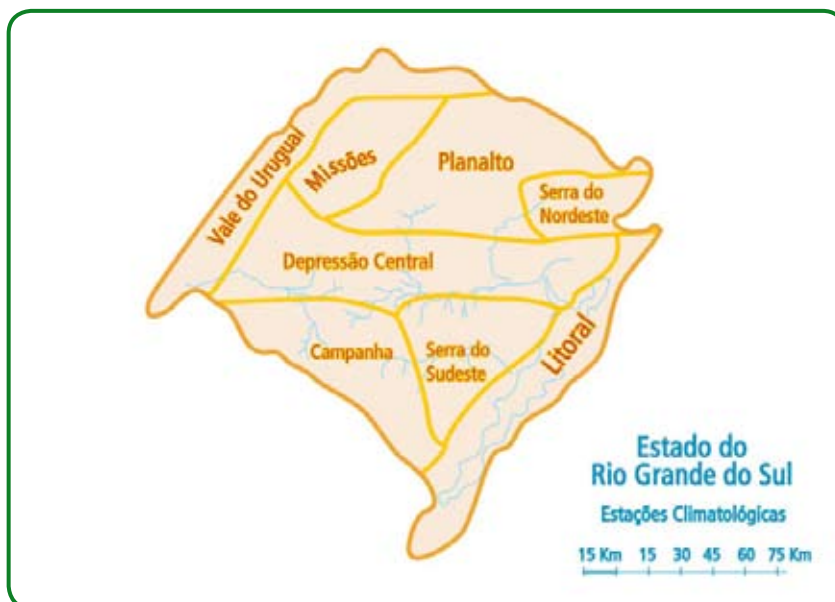 Vale do Uruguai
Missões
Planalto
Serra do
Nordeste
Depressão Central
Campanha
Serra do
Sudeste
Litoral
Estado do
Rio Grande do Sul
Estações Climatológicas
15 Km 15 30 45 60 75 Km